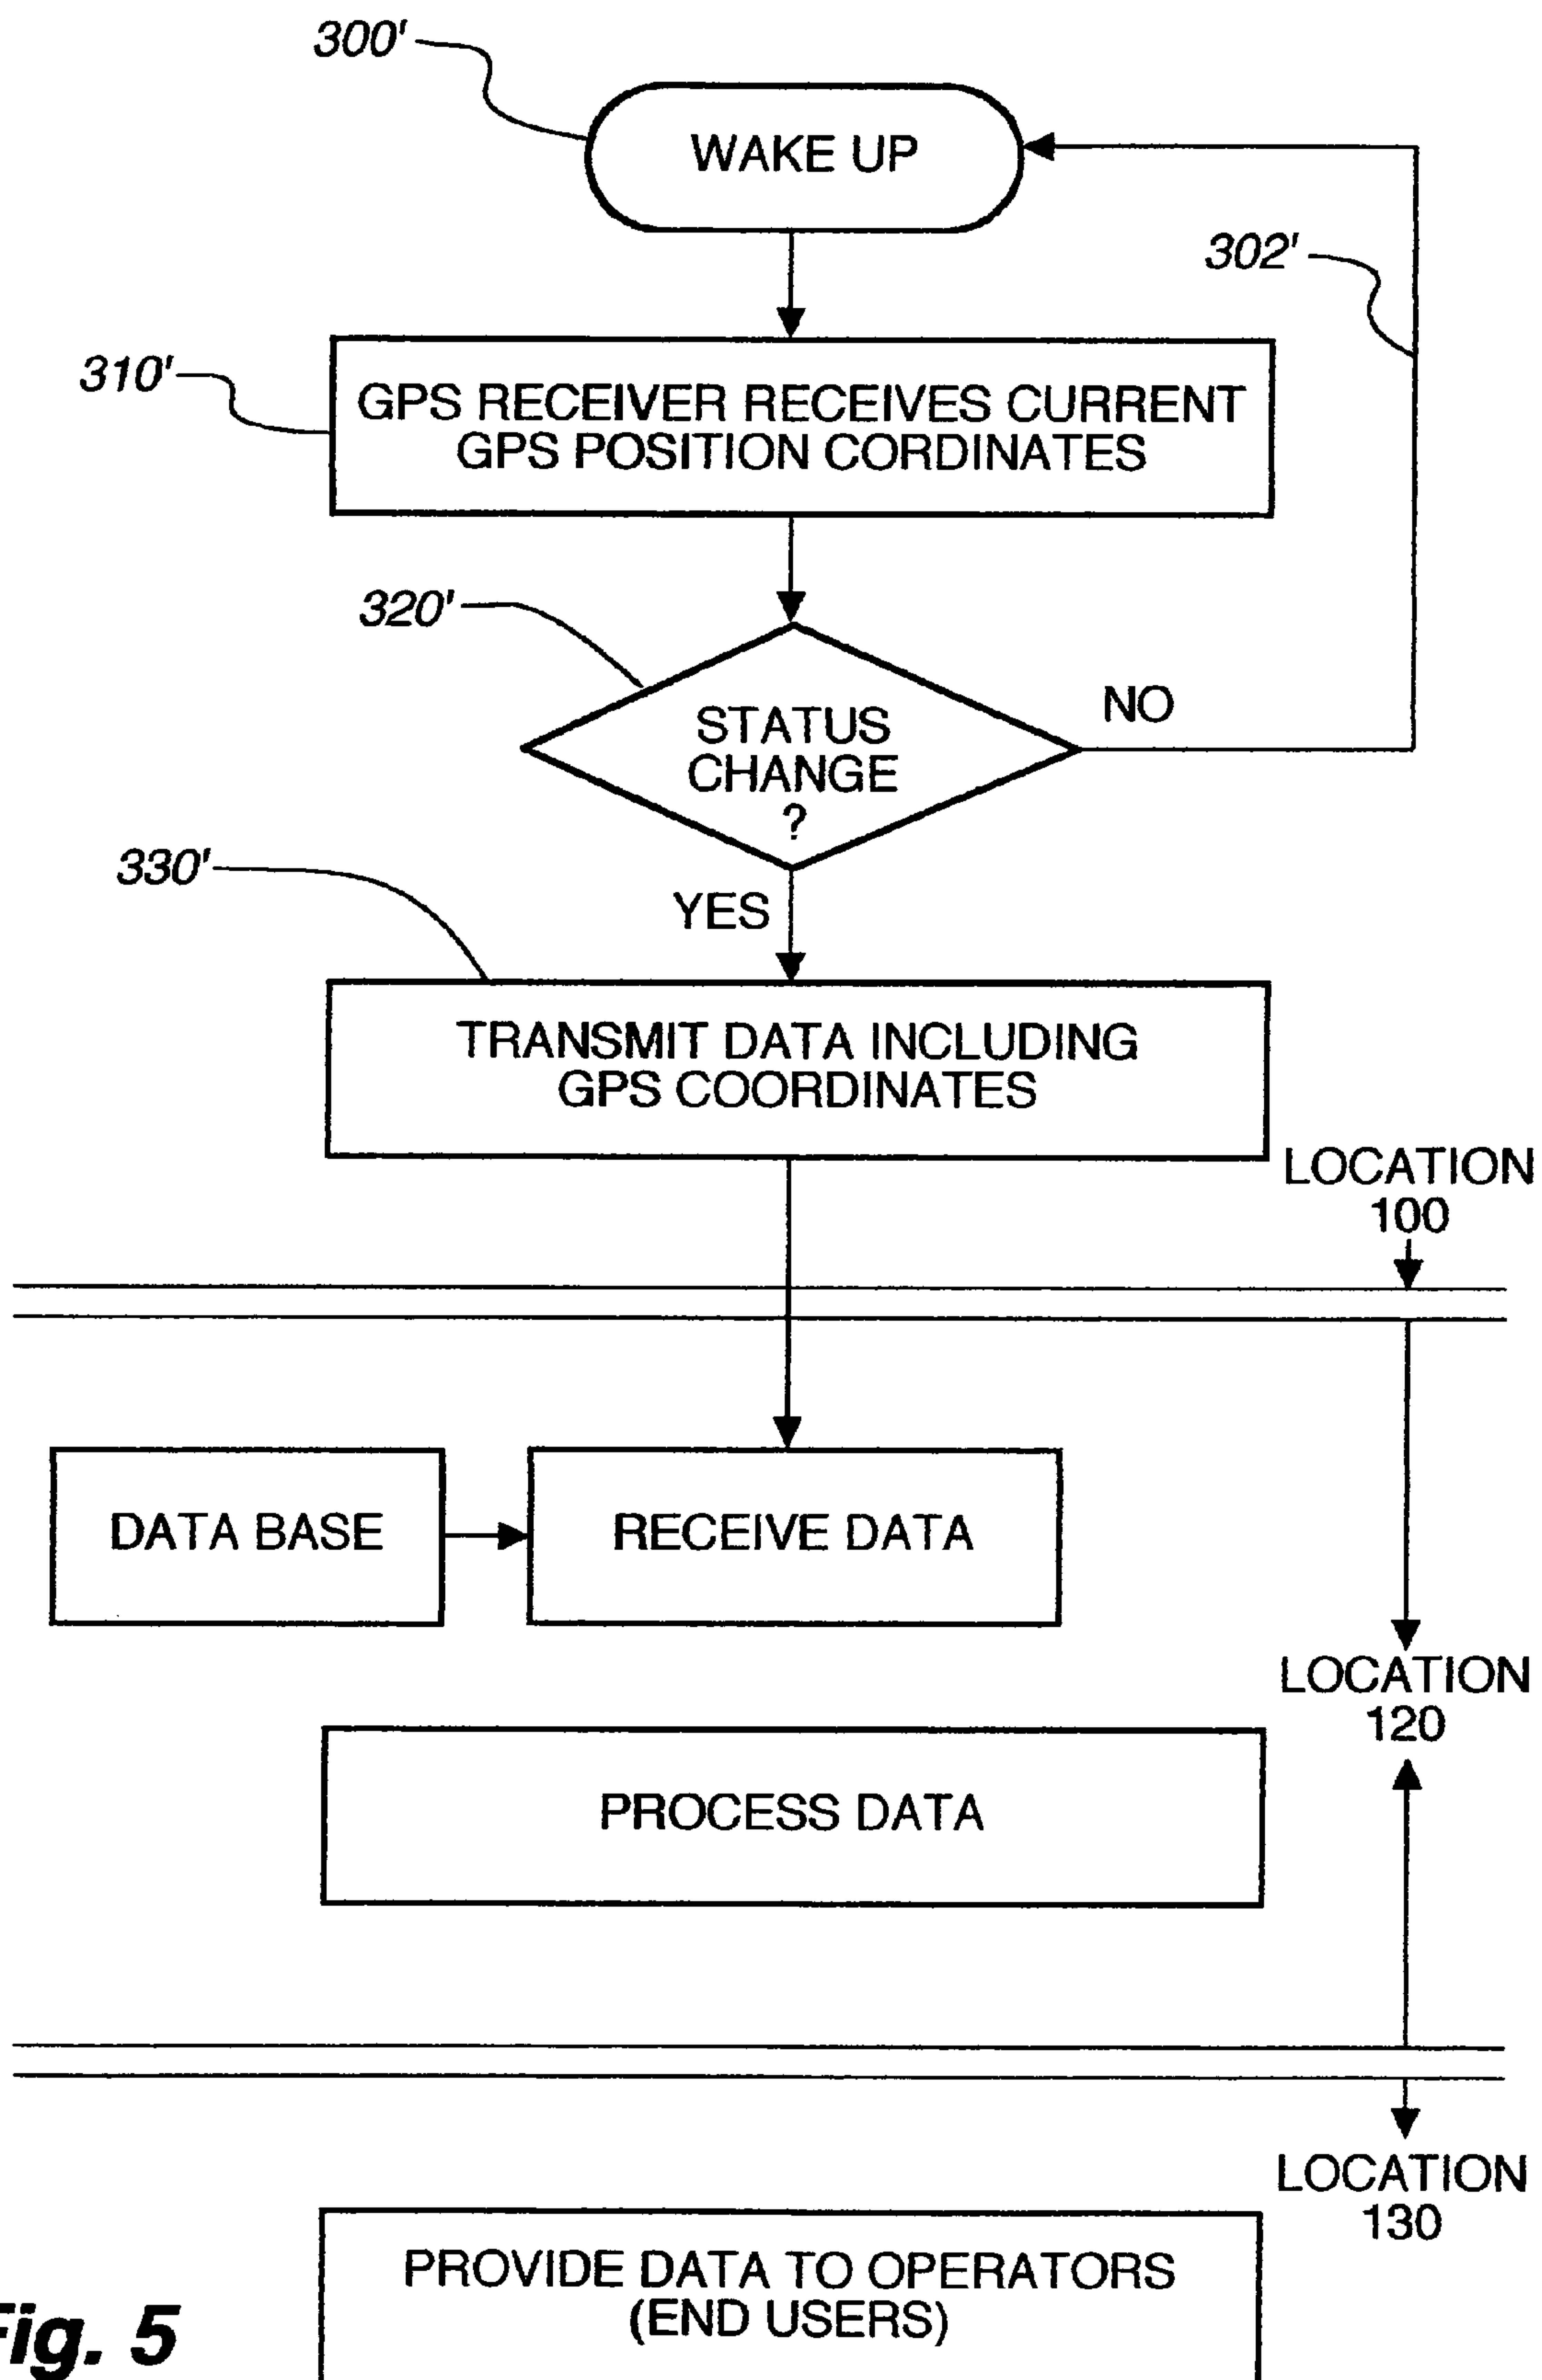 300'
WAKE UP
302'
310'
GPS RECEIVER RECEIVES CURRENT
GPS POSITION CORDINATES
320'
STATUS
CHANGE
?
NO
330'
YES
TRANSMIT DATA INCLUDING
GPS COORDINATES
LOCATION
100
DATA BASE
RECEIVE DATA
LOCATION
120
PROCESS DATA
LOCATION
130
PROVIDE DATA TO OPERATORS
(END USERS)
Fig. 5